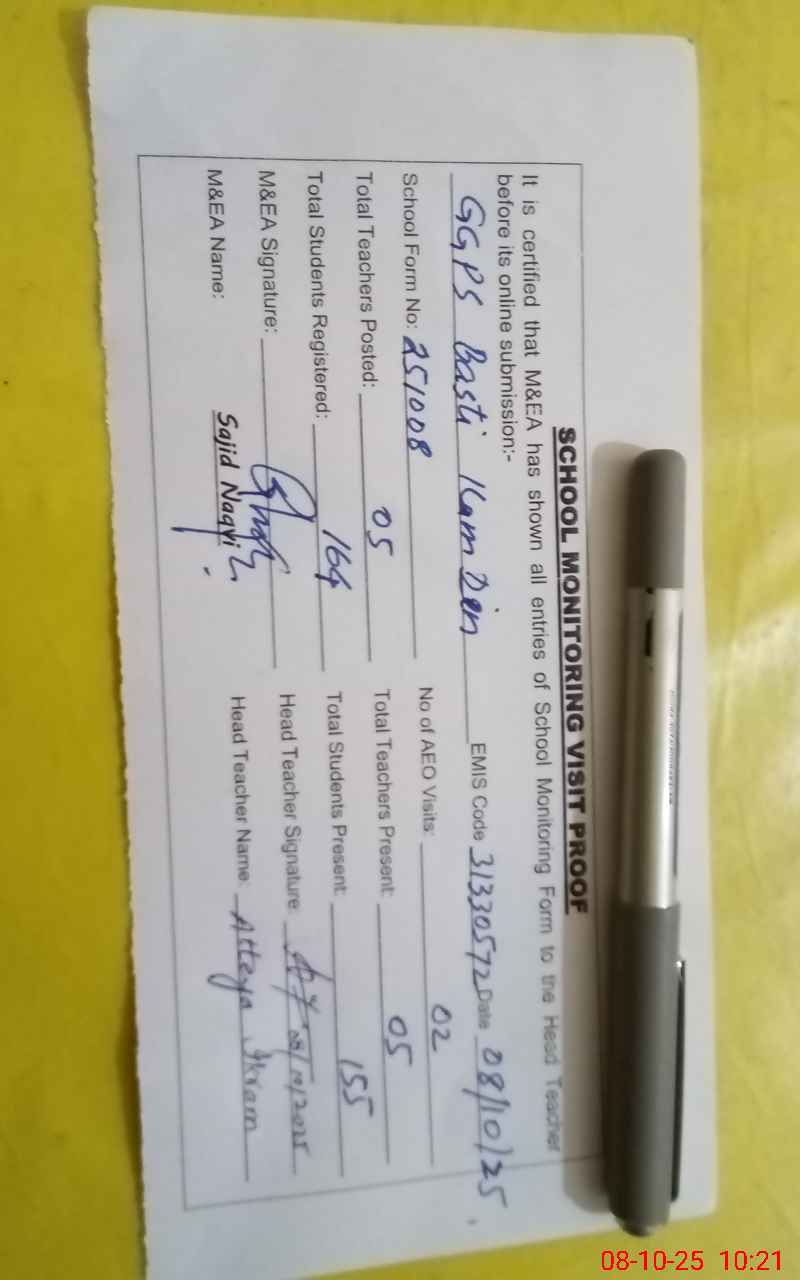 SCHOOL MONITORING VISIT PROOF
It is certified that M&EA has shown all entries of School Monitoring Form to the Head Teacher
before its online submission:-
GGPS Basti Kam Din EMIS Code 31330572 Date 08/10/25
School Form No: 251008 No of AEO Visits: 02
Total Teachers Posted: 05 Total Teachers Present: 05
Total Students Registered: 164 Total Students Present: 155
M&EA Signature: Head Teacher Signature: 08/10/2025
M&EA Name: Sajid Naqvi Head Teacher Name: Atteya Ikram
08-10-25 10:21